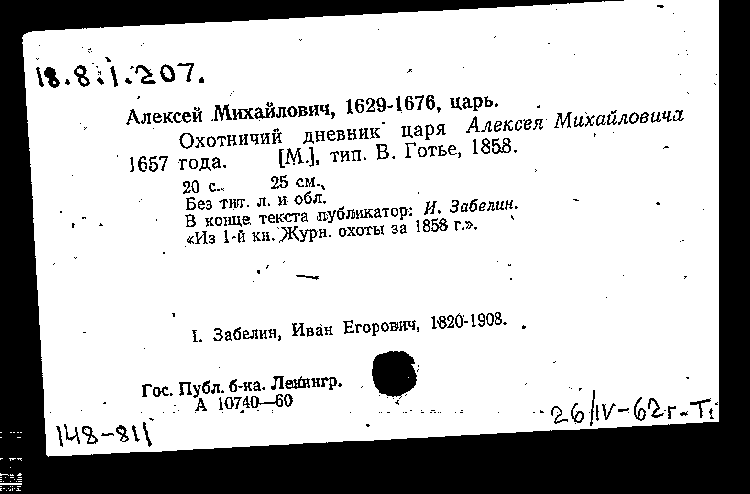 18.8.1.207.
Алексей Михайлович, 1629-1676, царь.
Охотничий дневник царя Алексея Михайловича
1657 года. [М.], тип. В. Готье, 1858.
20 с. 25 см.
Без тит. л. и обл.
В конце текста публикатор: И. Забелин.
«Из 1-й кн. Журн. охоты за 1858 г.».
I. Забелин, Иван Егорович, 1820-1908.
Гос. Публ. б-ка. Ленингр.
А 10740—60
26/IV-62г.-Т.
148-811